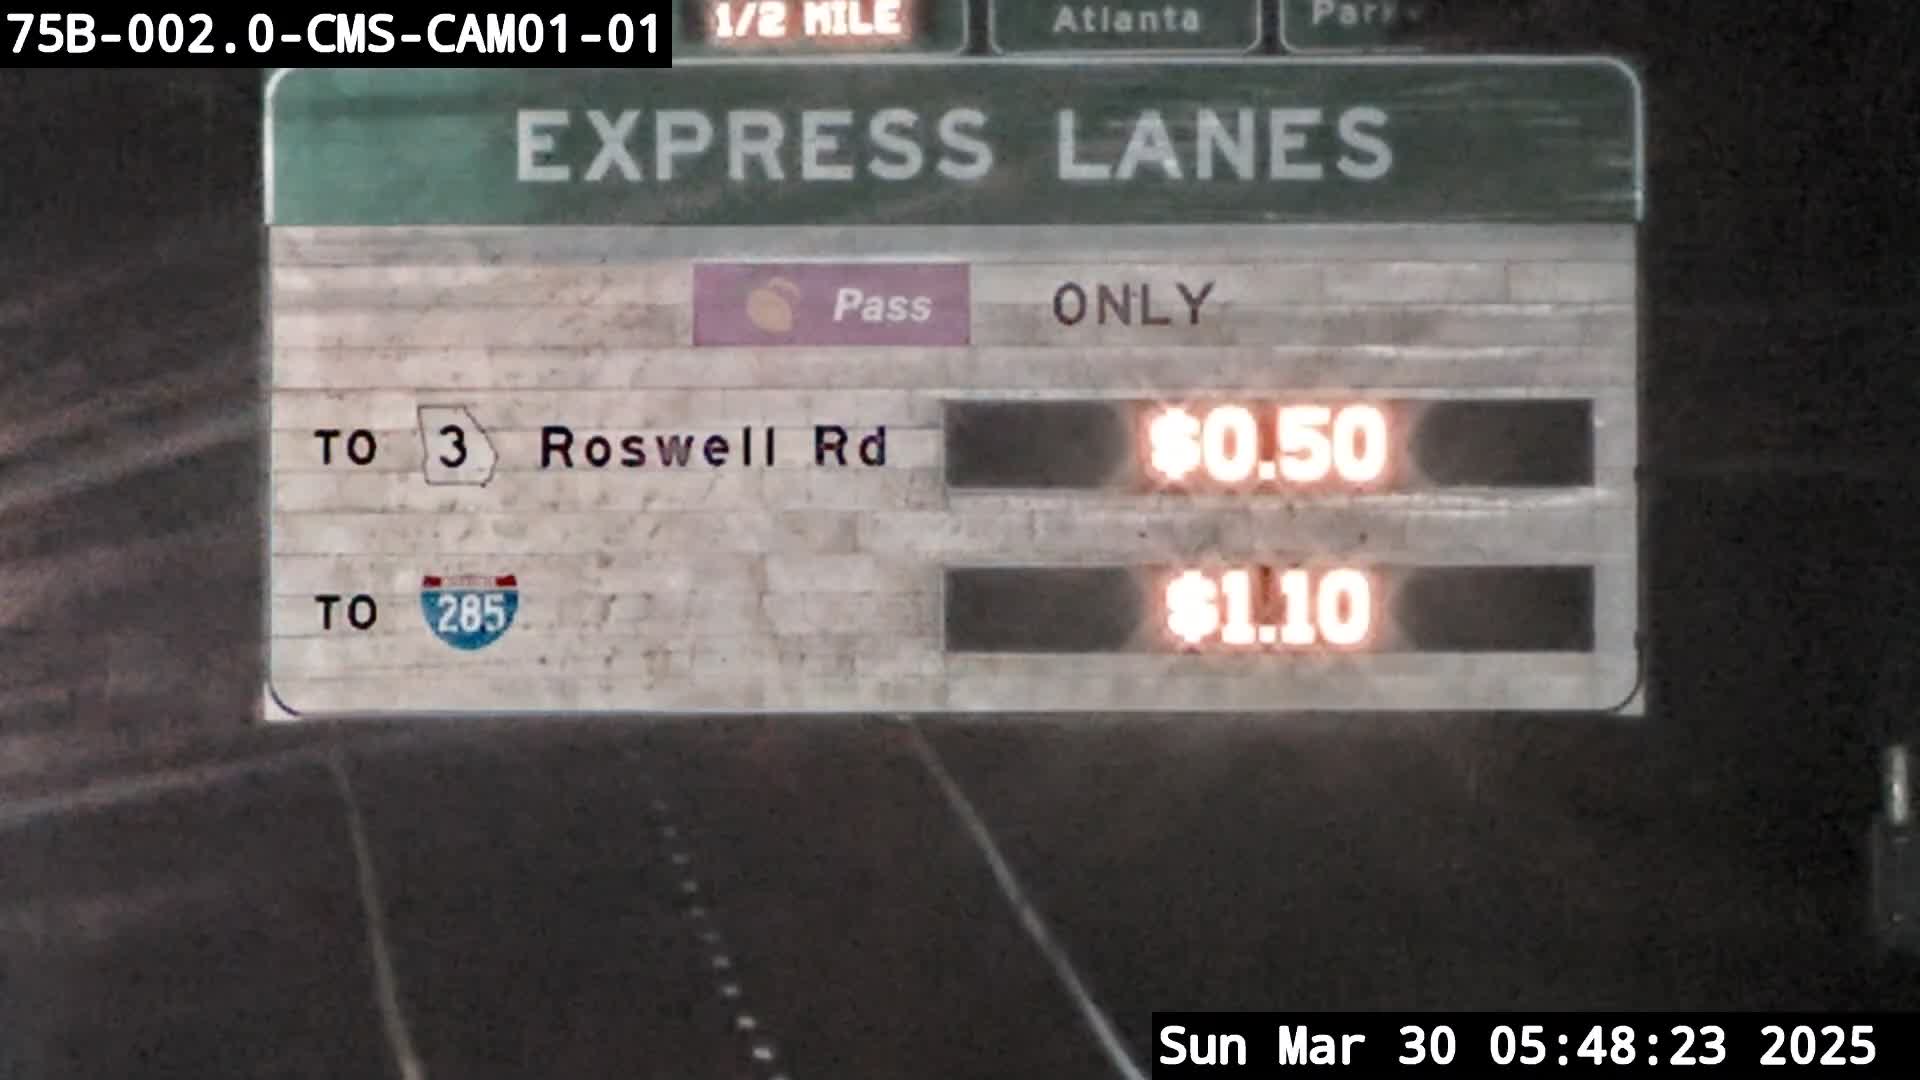 75B-002.0-CMS-CAM01-01
1/2 MILE
Atlanta
EXPRESS LANES
Pass ONLY
TO 3 Roswell Rd $0.50
TO 285 $1.10
Sun Mar 30 05:48:23 2025